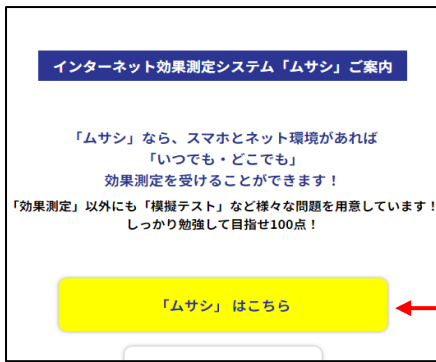 インターネット効果測定システム「ムサシ」ご案内
「ムサシ」なら、スマホとネット環境があれば
「いつでも・どこでも」
効果測定を受けることができます！
「効果測定」以外にも「模擬テスト」など様々な問題を用意しています！
しっかり勉強して目指せ100点！
「ムサシ」 はこちら